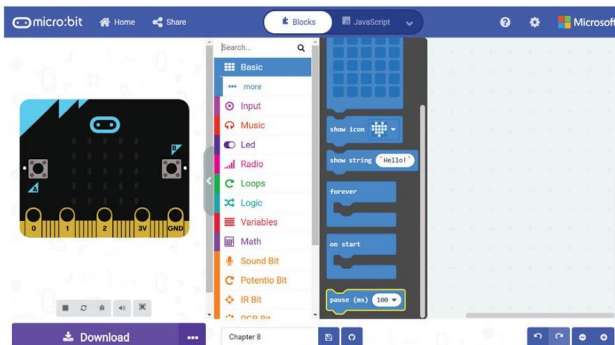 micro:bit Home Share Blocks JavaScript Microsoft
Search...
Basic
more
Input
Music
Led
Radio
Loops
Logic
Variables
Math
Sound Bit
Potentio Bit
IR Bit
show icon
show string "Hello!"
forever
on start
pause (ms) 100
A
B
0 1 2 3V GND
Download
Chapter 8